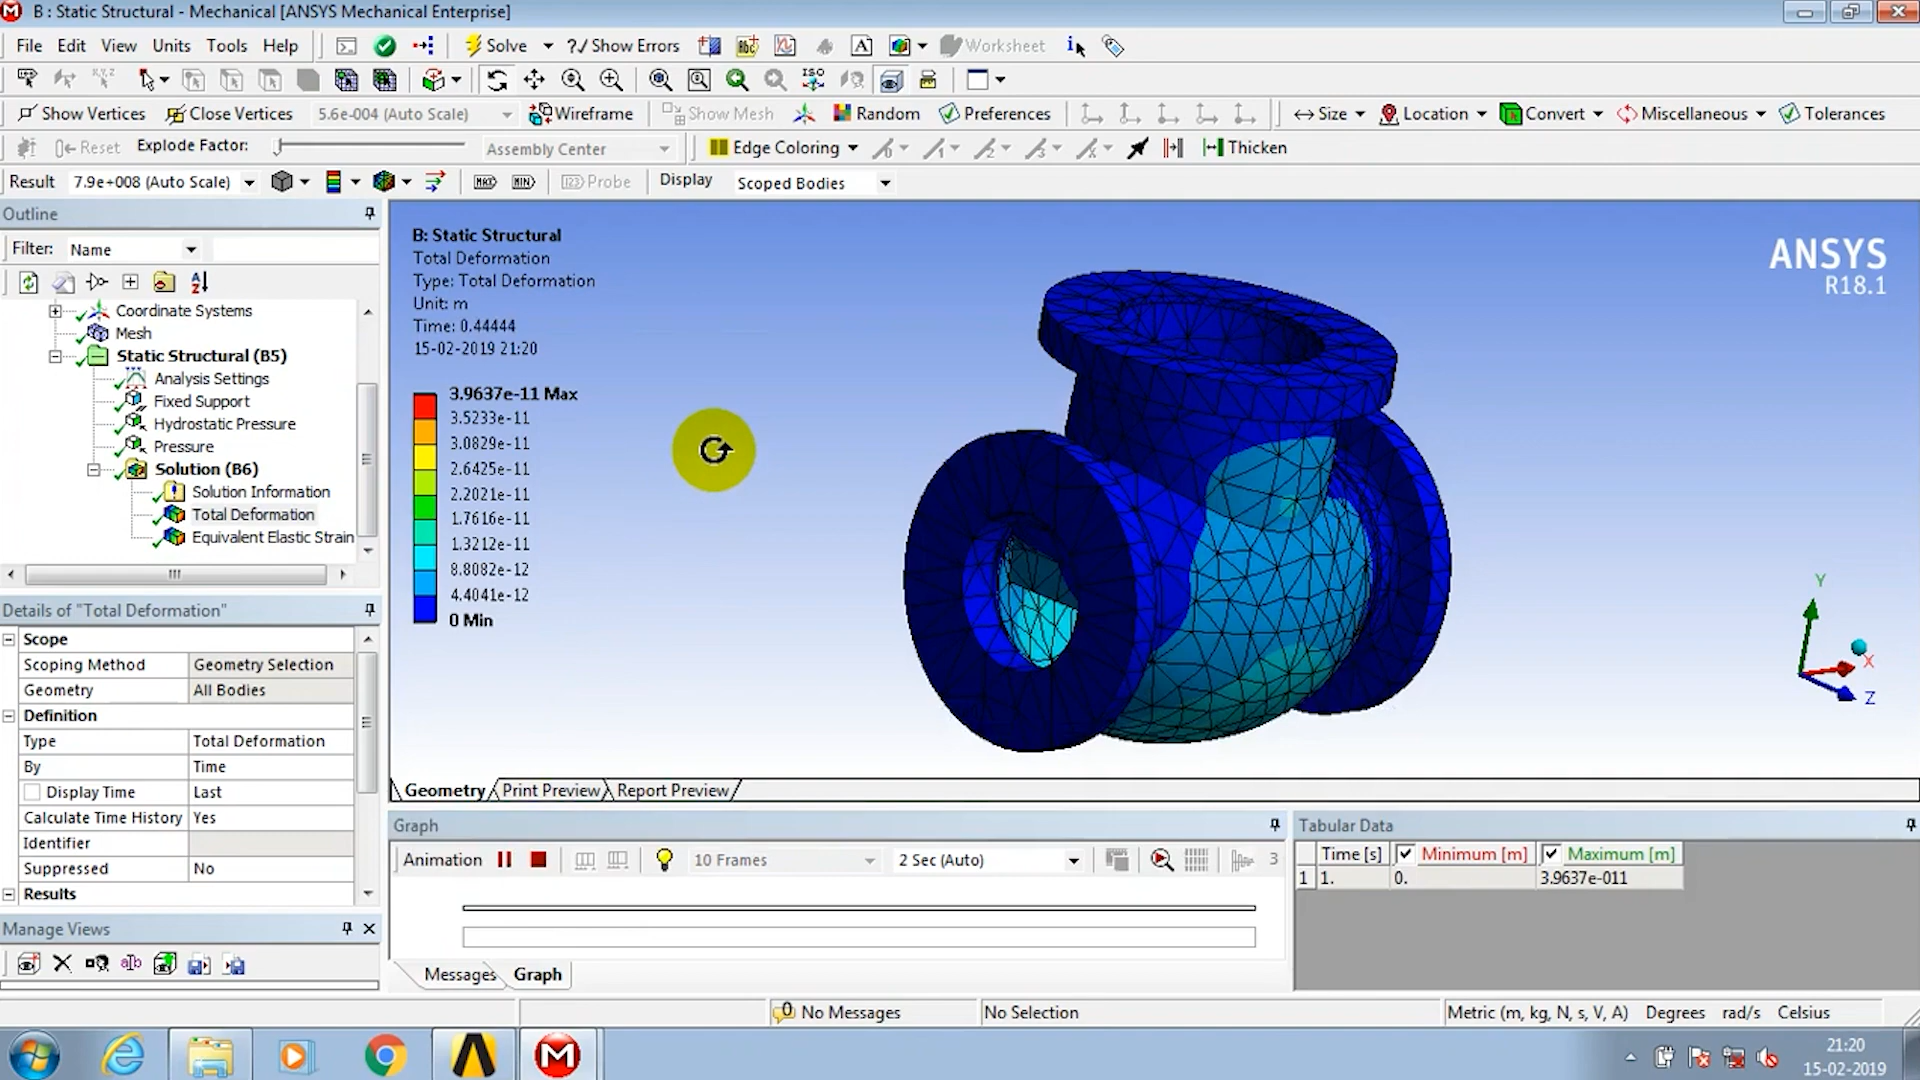 B : Static Structural - Mechanical [ANSYS Mechanical Enterprise]
File Edit View Units Tools Help Solve ?/ Show Errors Worksheet
ISO
Show Vertices Close Vertices 5.6e-004 (Auto Scale) Wireframe Show Mesh Random Preferences Size Location Convert Miscellaneous Tolerances
Reset Explode Factor: Assembly Center Edge Coloring Thicken
Result 7.9e+008 (Auto Scale) MAX MIN Probe Display Scoped Bodies
Outline
Filter: Name
Coordinate Systems
Mesh
Static Structural (B5)
Analysis Settings
Fixed Support
Hydrostatic Pressure
Pressure
Solution (B6)
Solution Information
Total Deformation
Equivalent Elastic Strain
Details of "Total Deformation"
Scope
Scoping Method Geometry Selection
Geometry All Bodies
Definition
Type Total Deformation
By Time
Display Time Last
Calculate Time History Yes
Identifier
Suppressed No
Results
Manage Views
B: Static Structural
Total Deformation
Type: Total Deformation
Unit: m
Time: 0.44444
15-02-2019 21:20
3.9637e-11 Max
3.5233e-11
3.0829e-11
2.6425e-11
2.2021e-11
1.7616e-11
1.3212e-11
8.8082e-12
4.4041e-12
0 Min
ANSYS
R18.1
Y
X
Z
Geometry Print Preview Report Preview
Graph
Animation 10 Frames 2 Sec (Auto) 3
Messages Graph
Tabular Data
Time [s] Minimum [m] Maximum [m]
1 1. 0. 3.9637e-011
No Messages No Selection Metric (m, kg, N, s, V, A) Degrees rad/s Celsius
21:20
15-02-2019